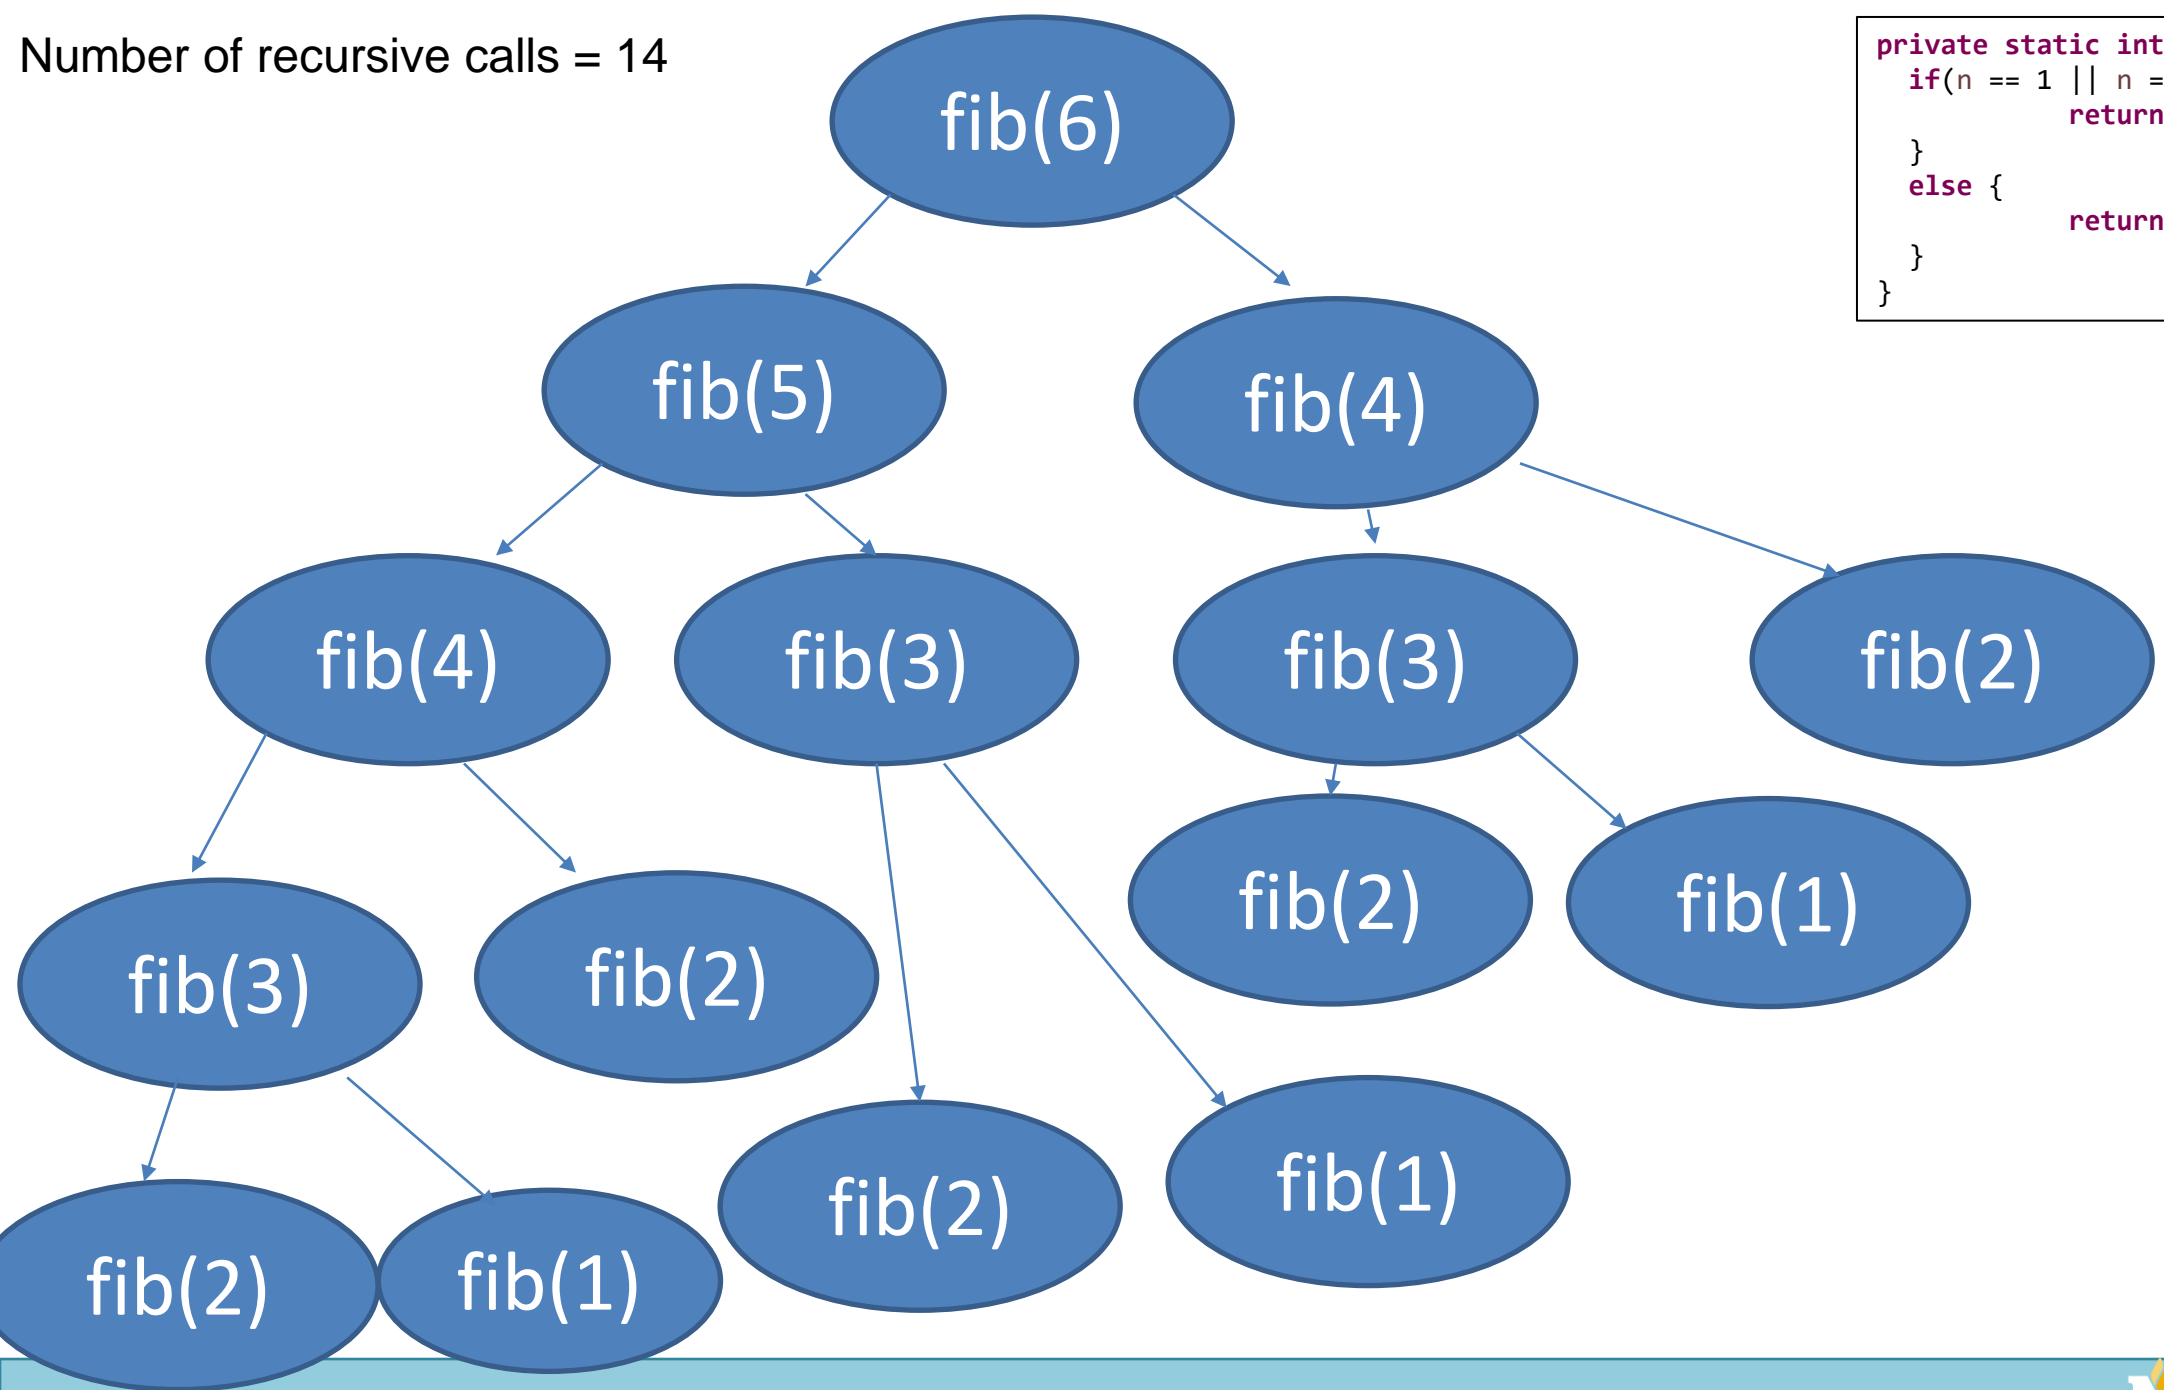 Number of recursive calls = 14
private static int
if(n == 1 || n =
return
}
else {
return
}
}
fib(6)
fib(5)
fib(4)
fib(4)
fib(3)
fib(3)
fib(2)
fib(3)
fib(2)
fib(2)
fib(1)
fib(2)
fib(1)
fib(2)
fib(1)